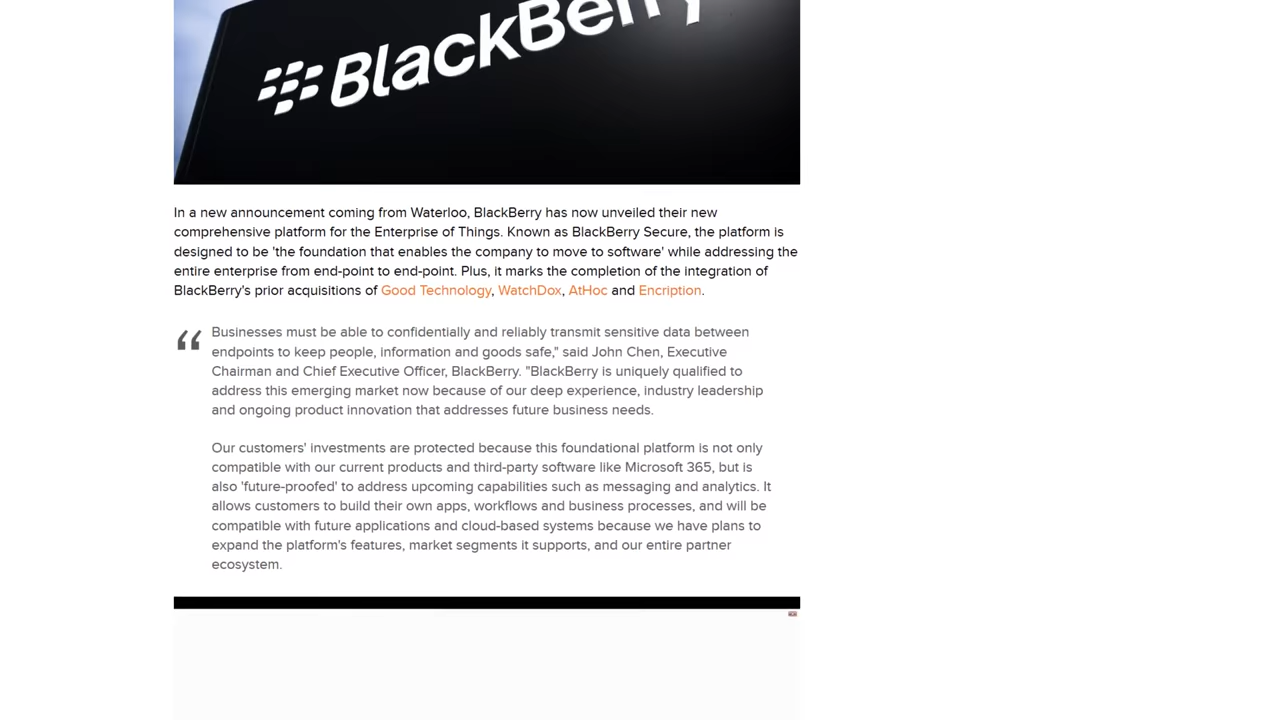 BlackBerry
In a new announcement coming from Waterloo, BlackBerry has now unveiled their new
comprehensive platform for the Enterprise of Things. Known as BlackBerry Secure, the platform is
designed to be 'the foundation that enables the company to move to software' while addressing the
entire enterprise from end-point to end-point. Plus, it marks the completion of the integration of
BlackBerry's prior acquisitions of Good Technology, WatchDox, AtHoc and Encription.
“ Businesses must be able to confidentially and reliably transmit sensitive data between
endpoints to keep people, information and goods safe," said John Chen, Executive
Chairman and Chief Executive Officer, BlackBerry. "BlackBerry is uniquely qualified to
address this emerging market now because of our deep experience, industry leadership
and ongoing product innovation that addresses future business needs.
Our customers' investments are protected because this foundational platform is not only
compatible with our current products and third-party software like Microsoft 365, but is
also 'future-proofed' to address upcoming capabilities such as messaging and analytics. It
allows customers to build their own apps, workflows and business processes, and will be
compatible with future applications and cloud-based systems because we have plans to
expand the platform's features, market segments it supports, and our entire partner
ecosystem.